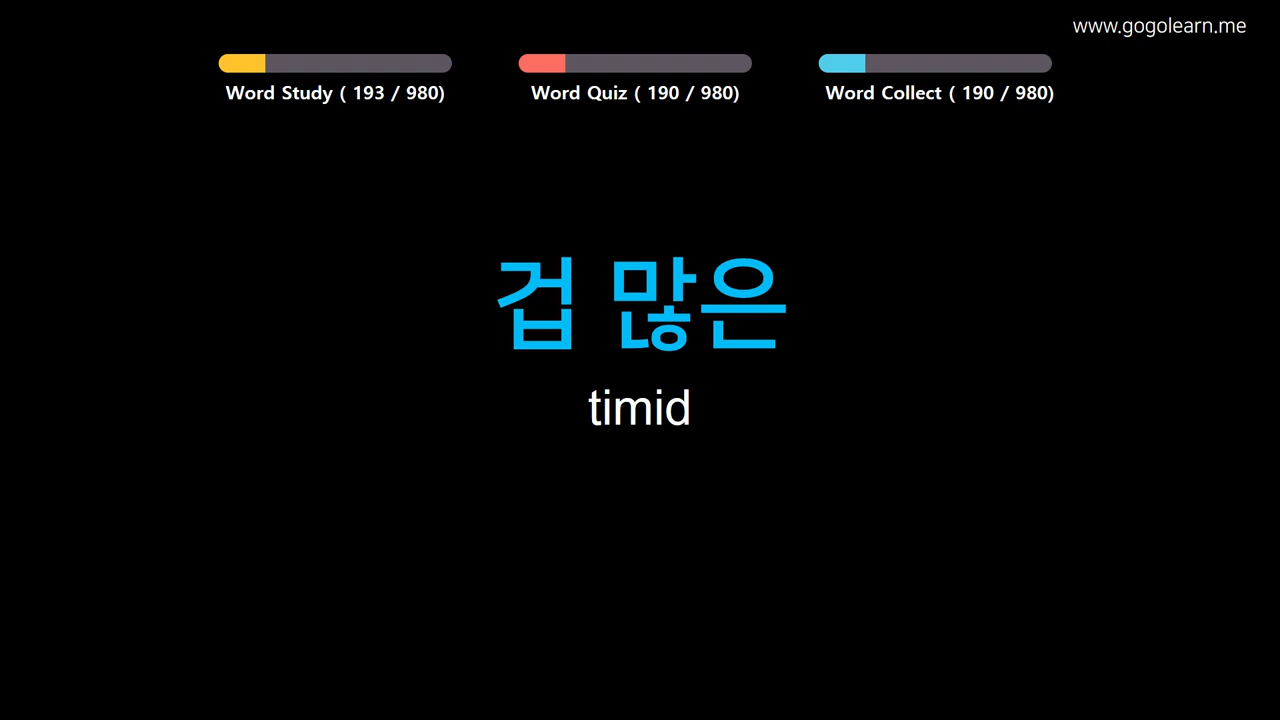 www.gogolearn.me
Word Study ( 193 / 980)
Word Quiz ( 190 / 980)
Word Collect ( 190 / 980)
겁 많은
timid